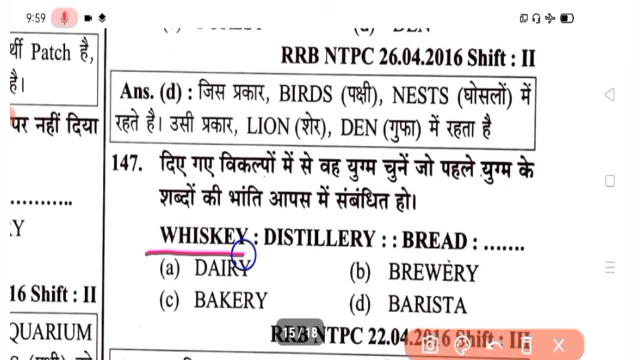 9:59
र्थी Patch है,
है।
RRB NTPC 26.04.2016 Shift : II
Ans. (d) : जिस प्रकार, BIRDS (पक्षी), NESTS (घोसलों) में
रहते है। उसी प्रकार, LION (शेर), DEN (गुफा) में रहता है
पर नहीं दिया
147. दिए गए विकल्पों में से वह युग्म चुनें जो पहले युग्म के
शब्दों की भांति आपस में संबंधित हो।
...........
Y
WHISKEY : DISTILLERY : : BREAD : .......
(a) DAIRY (b) BREWERY
16 Shift : II
(c) BAKERY (d) BARISTA
QUARIUM
RRB NTPC 22.04.2016 Shift : III
15/18